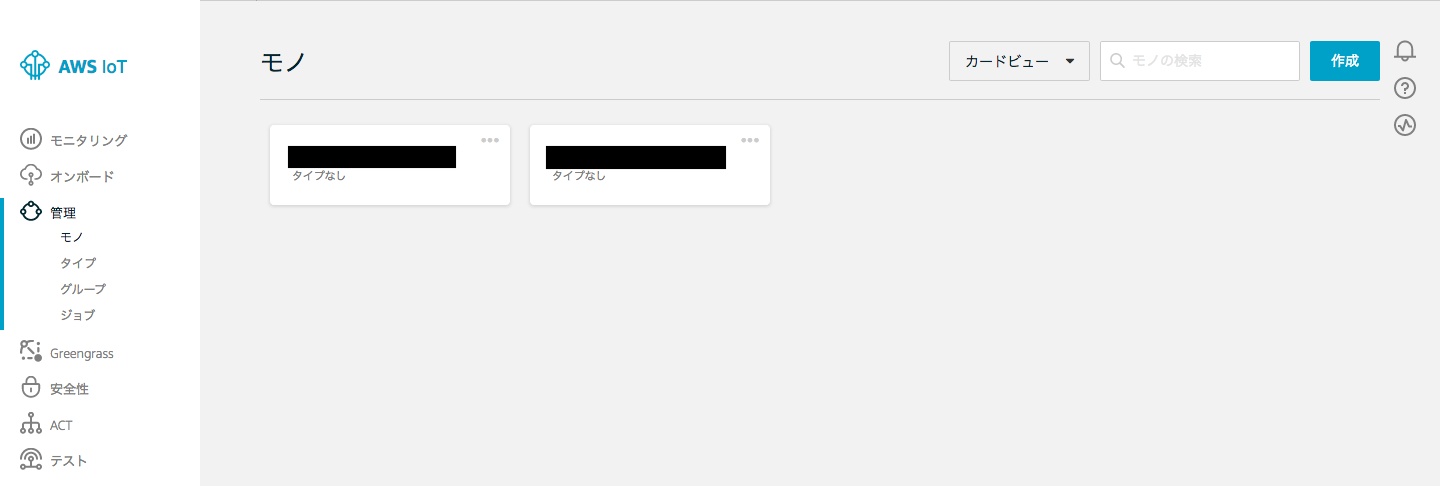 AWS IoT
モニタリング
オンボード
管理
モノ
タイプ
グループ
ジョブ
Greengrass
安全性
ACT
テスト
モノ
カードビュー
モノの検索
作成
タイプなし
タイプなし